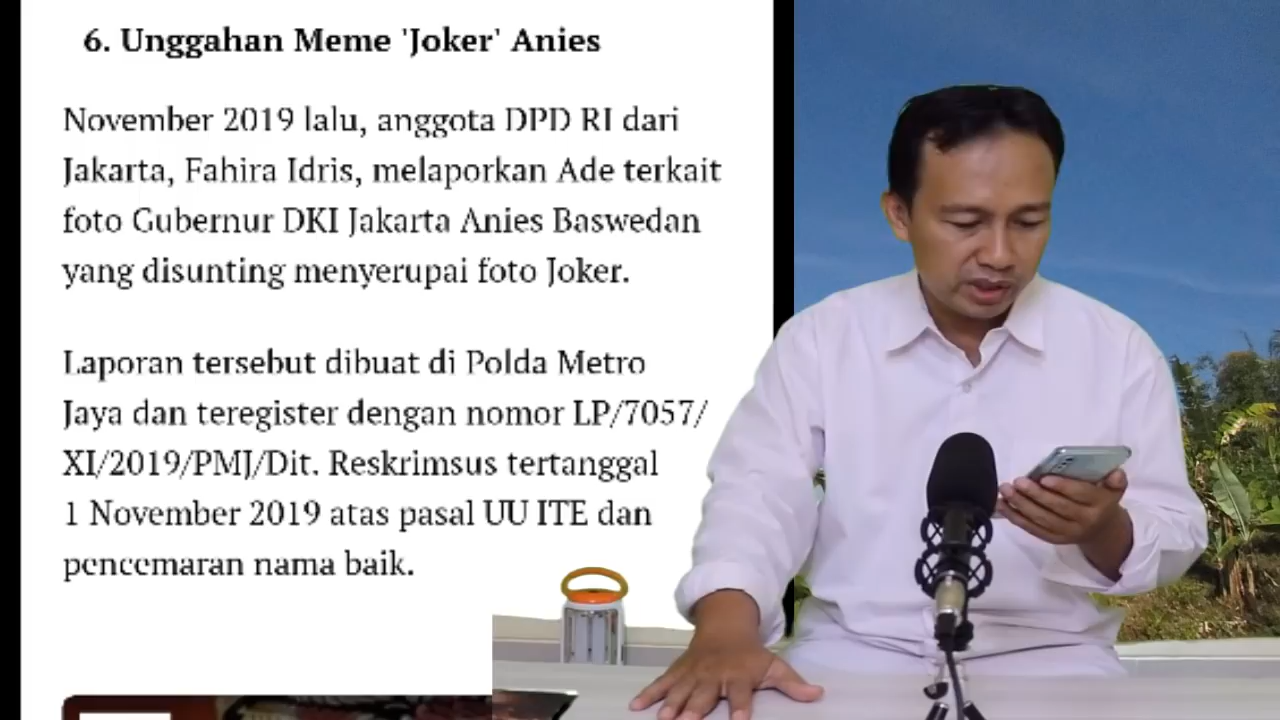 6. Unggahan Meme 'Joker' Anies
November 2019 lalu, anggota DPD RI dari
Jakarta, Fahira Idris, melaporkan Ade terkait
foto Gubernur DKI Jakarta Anies Baswedan
yang disunting menyerupai foto Joker.
Laporan tersebut dibuat di Polda Metro
Jaya dan teregister dengan nomor LP/7057/
XI/2019/PMJ/Dit. Reskrimsus tertanggal
1 November 2019 atas pasal UU ITE dan
pencemaran nama baik.